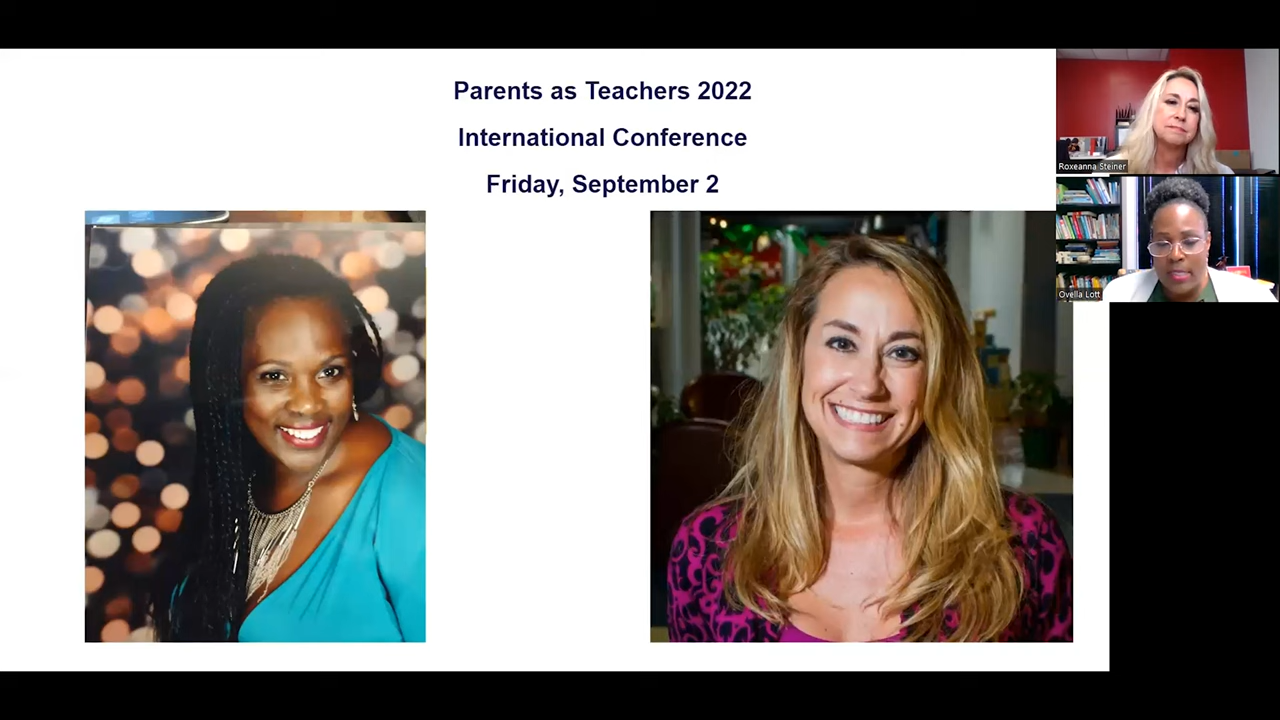 Parents as Teachers 2022
International Conference
Friday, September 2
Roxeanna Steiner
Ovella Lott